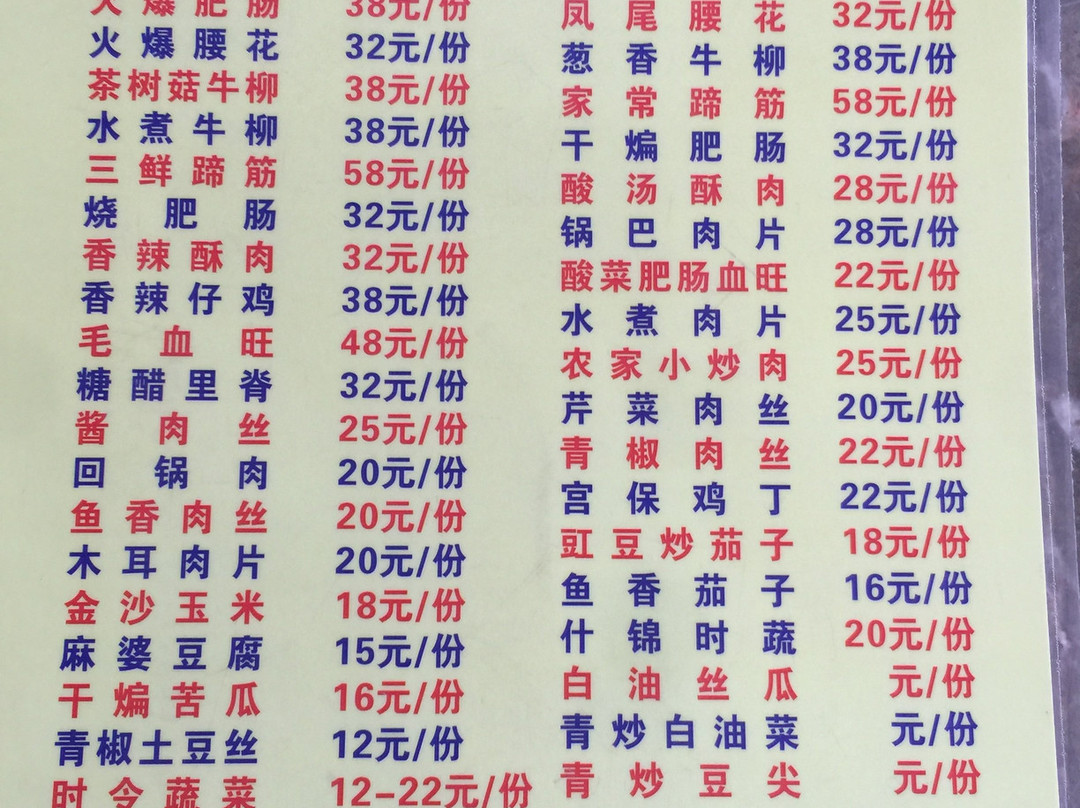 火爆肥肠 38元/份
火爆腰花 32元/份
茶树菇牛柳 38元/份
水煮牛柳 38元/份
三鲜蹄筋 58元/份
烧肥肠 32元/份
香辣酥肉 32元/份
香辣仔鸡 38元/份
毛血旺 48元/份
糖醋里脊 32元/份
酱肉丝 25元/份
回锅肉 20元/份
鱼香肉丝 20元/份
木耳肉片 20元/份
金沙玉米 18元/份
麻婆豆腐 15元/份
干煸苦瓜 16元/份
青椒土豆丝 12元/份
时令蔬菜 12-22元/份
凤尾腰花 32元/份
葱香牛柳 38元/份
家常蹄筋 58元/份
干煸肥肠 32元/份
酸汤酥肉 28元/份
锅巴肉片 28元/份
酸菜肥肠血旺 22元/份
水煮肉片 25元/份
农家小炒肉 25元/份
芹菜肉丝 20元/份
青椒肉丝 22元/份
宫保鸡丁 22元/份
豇豆炒茄子 18元/份
鱼香茄子 16元/份
什锦时蔬 20元/份
白油丝瓜 元/份
青炒白油菜 元/份
青炒豆尖 元/份